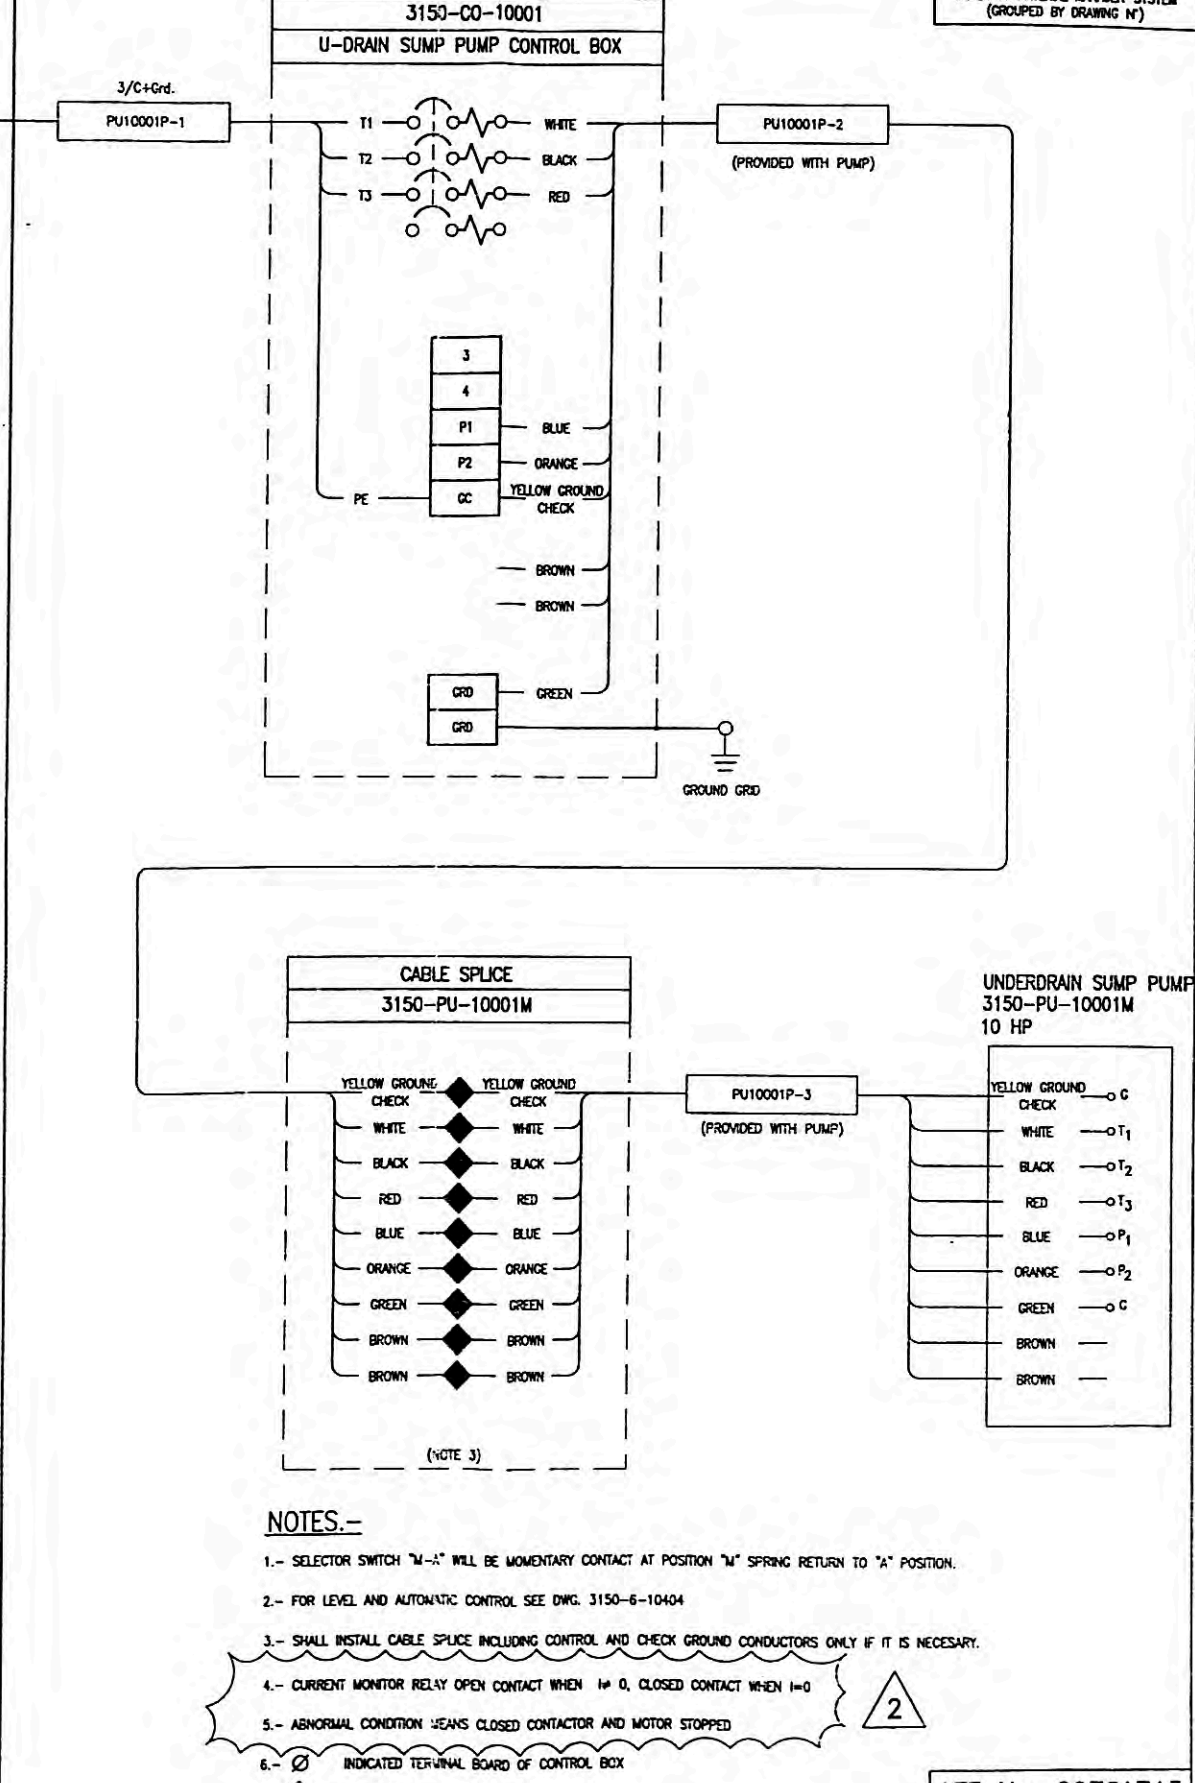 3150-CO-10001
(GROUPED BY DRAWING N°)
U-DRAIN SUMP PUMP CONTROL BOX
3/C+Grd.
PU10001P-1
T1 WHITE
T2 BLACK
T3 RED
PU10001P-2
(PROVIDED WITH PUMP)
3
4
P1 BLUE
P2 ORANGE
PE GC YELLOW GROUND
CHECK
BROWN
BROWN
GRD GREEN
GRD
GROUND GRID
CABLE SPLICE
3150-PU-10001M
YELLOW GROUND CHECK YELLOW GROUND CHECK
WHITE WHITE
BLACK BLACK
RED RED
BLUE BLUE
ORANGE ORANGE
GREEN GREEN
BROWN BROWN
BROWN BROWN
(NOTE 3)
PU10001P-3
(PROVIDED WITH PUMP)
UNDERDRAIN SUMP PUMP
3150-PU-10001M
10 HP
YELLOW GROUND CHECK G
WHITE T1
BLACK T2
RED T3
BLUE P1
ORANGE P2
GREEN G
BROWN
BROWN
NOTES.-
1.- SELECTOR SWITCH "M-A" WILL BE MOMENTARY CONTACT AT POSITION "M" SPRING RETURN TO "A" POSITION.
2.- FOR LEVEL AND AUTOMATIC CONTROL SEE DWG. 3150-6-10404
3.- SHALL INSTALL CABLE SPLICE INCLUDING CONTROL AND CHECK GROUND CONDUCTORS ONLY IF IT IS NECESARY.
4.- CURRENT MONITOR RELAY OPEN CONTACT WHEN I≠ 0, CLOSED CONTACT WHEN I=0
5.- ABNORMAL CONDITION MEANS CLOSED CONTACTOR AND MOTOR STOPPED
2
6.- Ø INDICATED TERMINAL BOARD OF CONTROL BOX